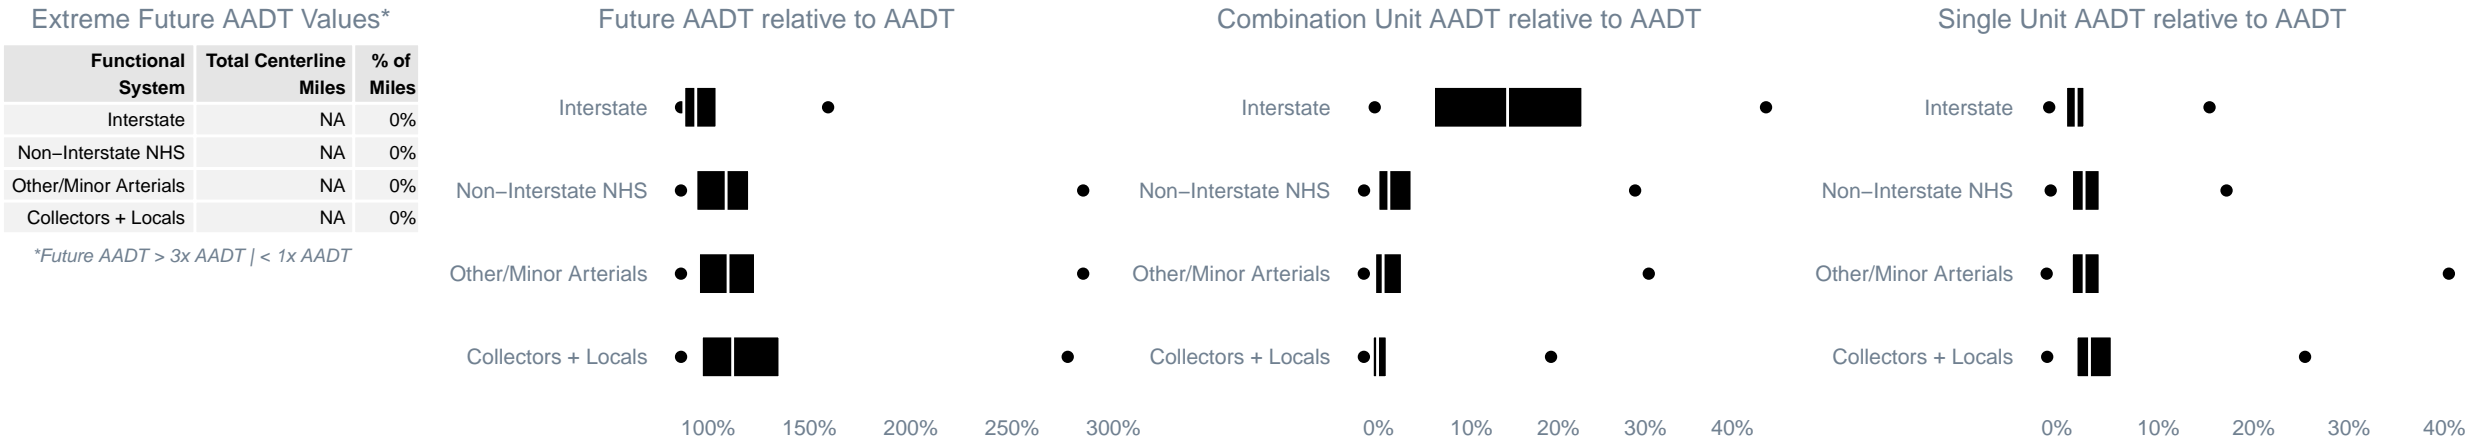 Extreme Future AADT Values*
Functional System
Total Centerline Miles
% of Miles
Interstate NA 0%
Non−Interstate NHS NA 0%
Other/Minor Arterials NA 0%
Collectors + Locals NA 0%
*Future AADT > 3x AADT | < 1x AADT
Future AADT relative to AADT
Interstate
Non−Interstate NHS
Other/Minor Arterials
Collectors + Locals
100% 150% 200% 250% 300%
Combination Unit AADT relative to AADT
Interstate
Non−Interstate NHS
Other/Minor Arterials
Collectors + Locals
0% 10% 20% 30% 40%
Single Unit AADT relative to AADT
Interstate
Non−Interstate NHS
Other/Minor Arterials
Collectors + Locals
0% 10% 20% 30% 40%